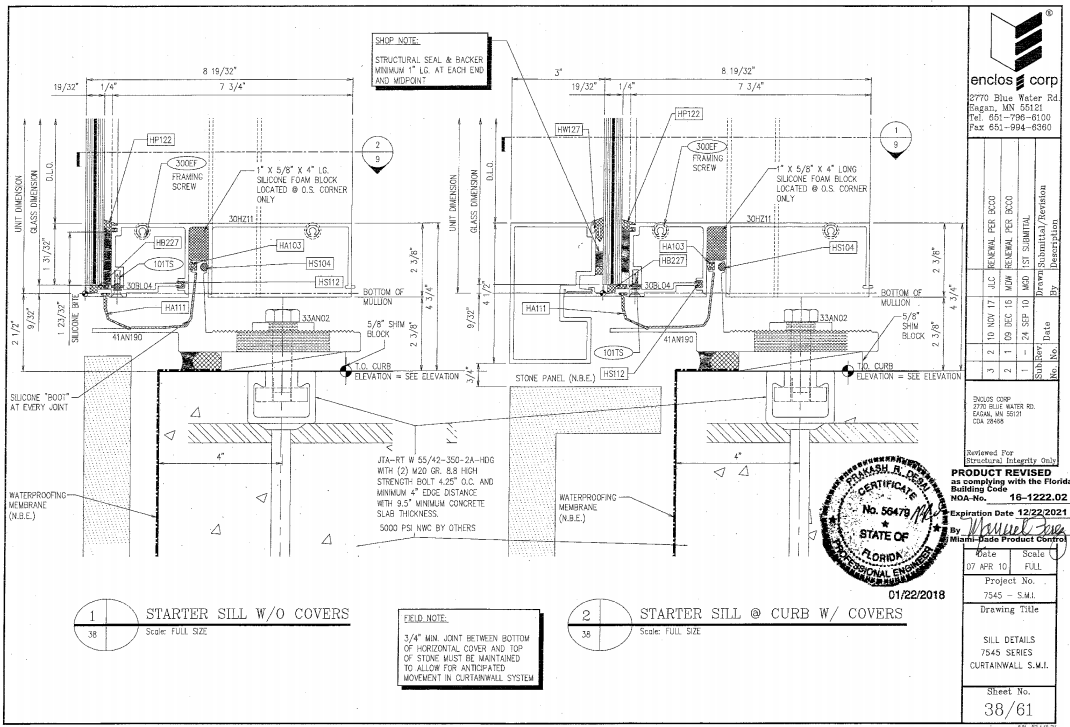 SHOP NOTE:
STRUCTURAL SEAL & BACKER
MINIMUM 1" LG. AT EACH END
AND MIDPOINT
8 19/32"
19/32"
1/4"
7 3/4"
HP122
300EF
FRAMING
SCREW
2
9
1" X 5/8" X 4" LG.
SILICONE FOAM BLOCK
LOCATED @ O.S. CORNER
ONLY
UNIT DIMENSION
GLASS DIMENSION
D.L.O.
30HZ11
HB227
101TS
HA103
HS104
HS112
30BL04
HA111
41AN190
33AN02
1 31/32"
1 23/32"
SILICONE BITE
9/32"
2 1/2"
2 3/8"
4 3/4"
2 3/8"
BOTTOM OF
MULLION
5/8" SHIM
BLOCK
T.O. CURB
ELEVATION = SEE ELEVATION
SILICONE "BOOT"
AT EVERY JOINT
4"
WATERPROOFING
MEMBRANE
(N.B.E.)
JTA-RT W 55/42-350-2A-HDG
WITH (2) M20 GR. 8.8 HIGH
STRENGTH BOLT 4.25" O.C. AND
MINIMUM 4" EDGE DISTANCE
WITH 9.5" MINIMUM CONCRETE
SLAB THICKNESS.
5000 PSI NWC BY OTHERS
1
38
STARTER SILL W/O COVERS
Scale: FULL SIZE
3"
8 19/32"
19/32"
1/4"
7 3/4"
HW127
HP122
300EF
FRAMING
SCREW
1
9
1" X 5/8" X 4" LONG
SILICONE FOAM BLOCK
LOCATED @ O.S. CORNER
ONLY
UNIT DIMENSION
GLASS DIMENSION
D.L.O.
30HZ11
HA103
HB227
HS104
30BL04
HA111
41AN190
33AN02
101TS
HS112
4 1/2"
9/32"
3/4"
2 3/8"
4 3/4"
2 3/8"
BOTTOM OF
MULLION
5/8"
SHIM
BLOCK
T.O. CURB
ELEVATION = SEE ELEVATION
STONE PANEL (N.B.E.)
4"
WATERPROOFING
MEMBRANE
(N.B.E.)
2
38
STARTER SILL @ CURB W/ COVERS
Scale: FULL SIZE
FIELD NOTE:
3/4" MIN. JOINT BETWEEN BOTTOM
OF HORIZONTAL COVER AND TOP
OF STONE MUST BE MAINTAINED
TO ALLOW FOR ANTICIPATED
MOVEMENT IN CURTAINWALL SYSTEM
PRAKASH R. DESAI
CERTIFICATE
No. 56479
STATE OF
FLORIDA
PROFESSIONAL ENGINEER
01/22/2018
®
enclos corp
2770 Blue Water Rd.
Eagan, MN 55121
Tel. 651-796-6100
Fax 651-994-6360
3 2 10 NOV 17 JLC RENEWAL PER BCCO
2 1 09 DEC 16 MDW RENEWAL PER BCCO
1 - 24 SEP 10 MGD 1ST SUBMITTAL
Sub. No. Rev. No. Date Drawn By Submittal/Revision Description
ENCLOS CORP
2770 BLUE WATER RD.
EAGAN, MN 55121
COA 28468
Reviewed For
Structural Integrity Only
PRODUCT REVISED
as complying with the Florida
Building Code
NOA-No. 16-1222.02
Expiration Date 12/22/2021
By
Miami-Dade Product Control
Date
Scale
07 APR 10
FULL
Project No.
7545 - S.M.I.
Drawing Title
SILL DETAILS
7545 SERIES
CURTAINWALL S.M.I.
Sheet No.
38/61